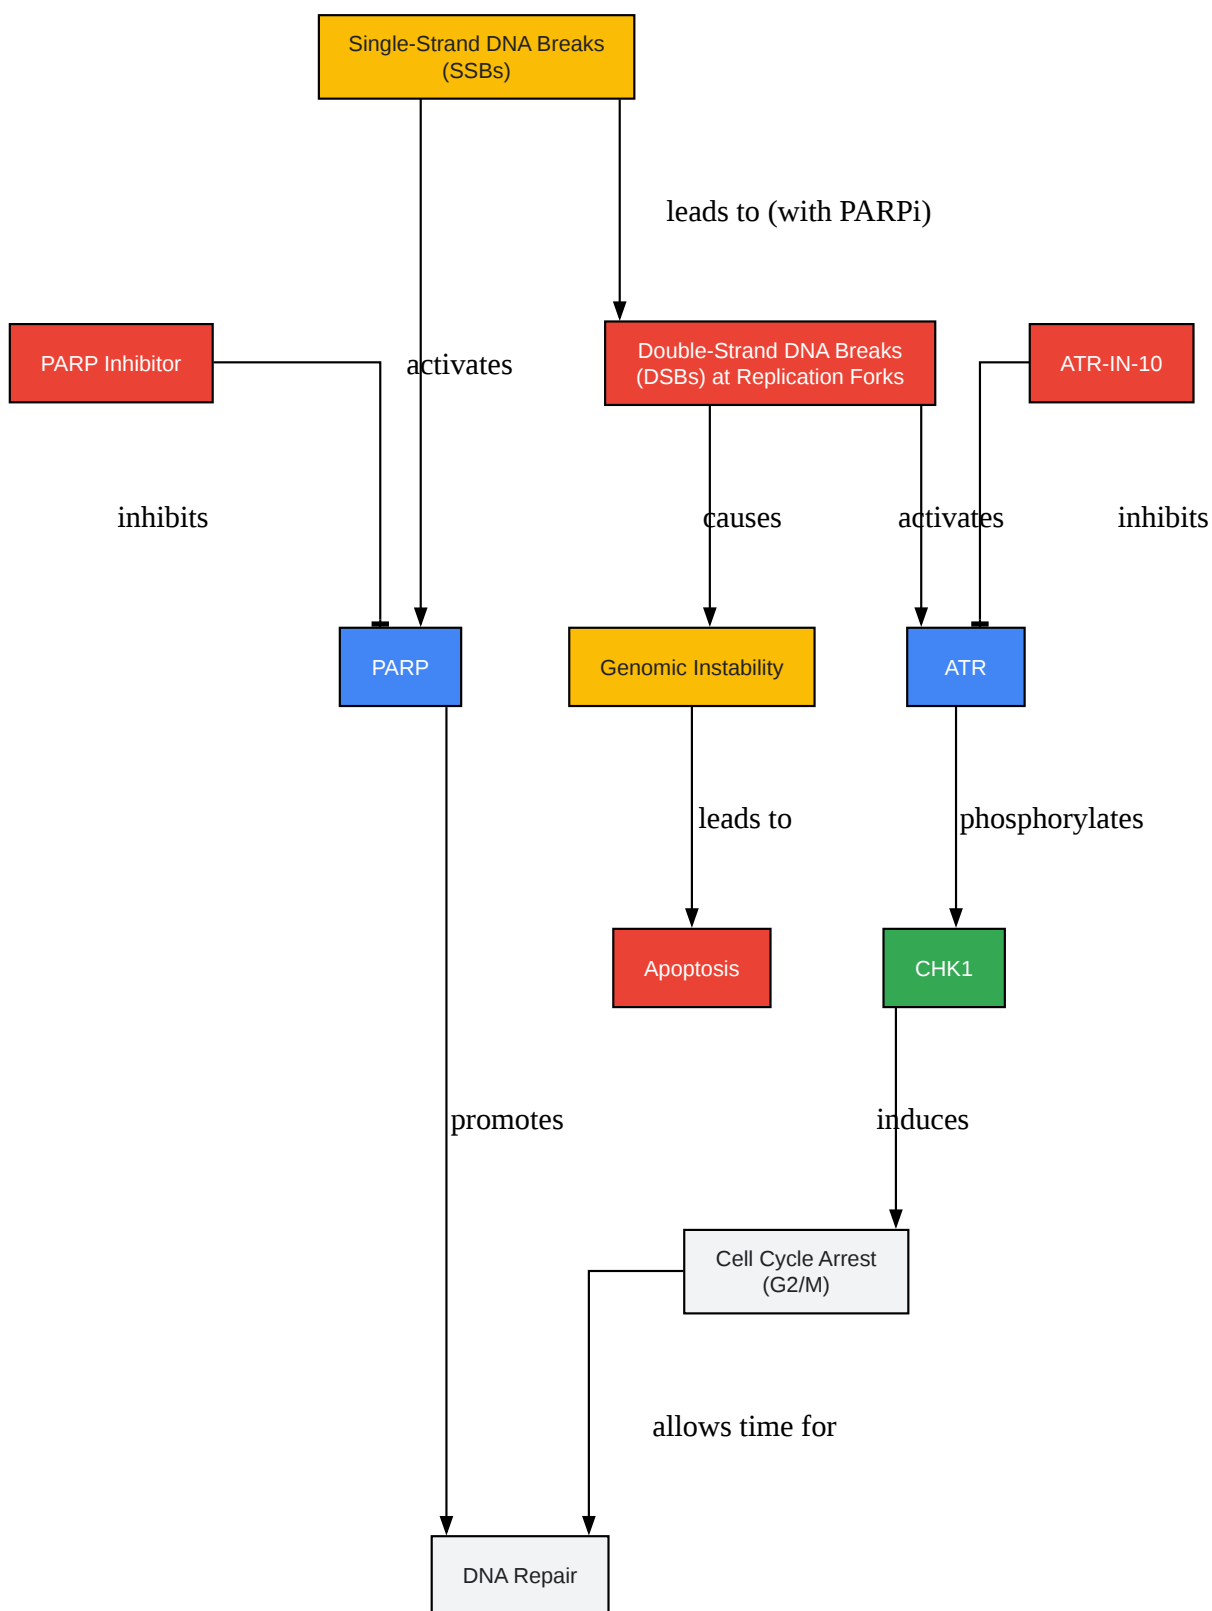 Single-Strand DNA Breaks
(SSBs)
leads to (with PARPi)
PARP Inhibitor
activates
Double-Strand DNA Breaks
(DSBs) at Replication Forks
ATR-IN-10
inhibits
causes
activates
inhibits
PARP
Genomic Instability
ATR
leads to
phosphorylates
Apoptosis
CHK1
promotes
induces
Cell Cycle Arrest
(G2/M)
allows time for
DNA Repair